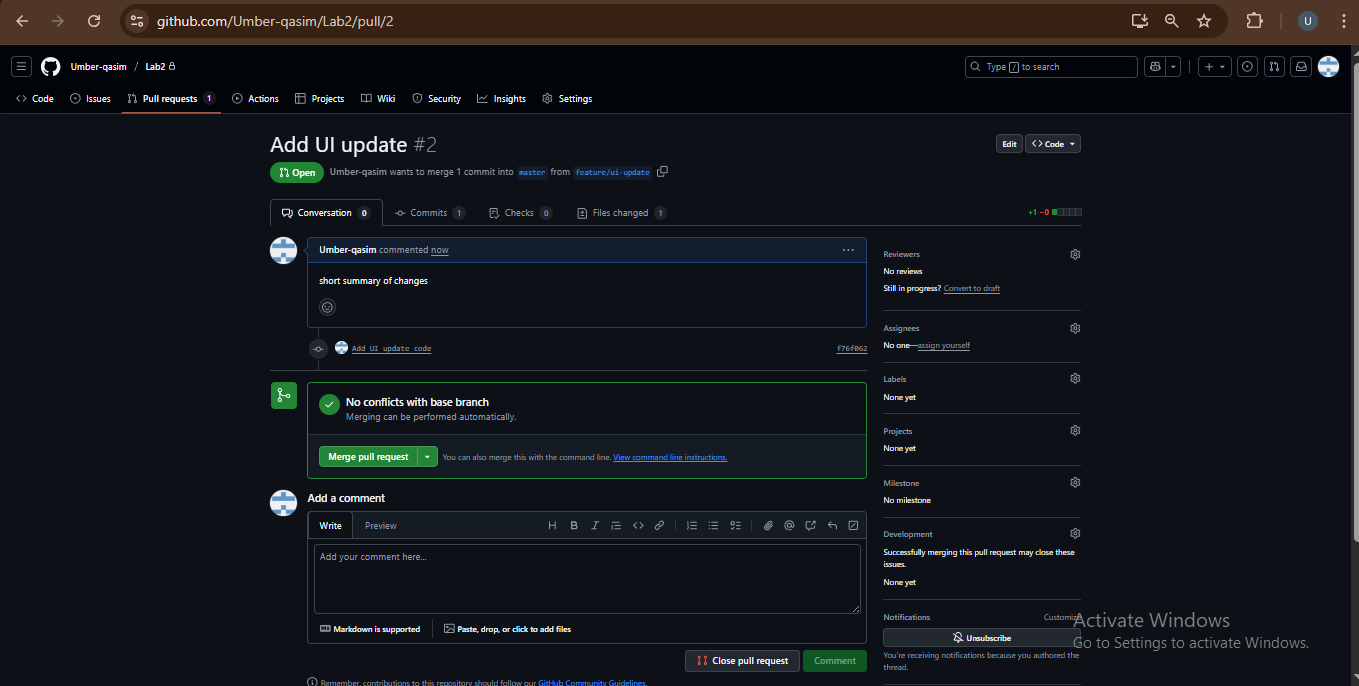 github.com/Umber-qasim/Lab2/pull/2
U
Umber-qasim / Lab2
Type / to search
Code Issues Pull requests 1 Actions Projects Wiki Security Insights Settings
Add UI update #2
Edit Code
Open Umber-qasim wants to merge 1 commit into master from feature/ui-update
Conversation 0 Commits 1 Checks 0 Files changed 1
+1 −0
Umber-qasim commented now
short summary of changes
Add UI update code f76f062
No conflicts with base branch
Merging can be performed automatically.
Merge pull request You can also merge this with the command line. View command line instructions.
Add a comment
Write Preview
Add your comment here...
Markdown is supported Paste, drop, or click to add files
Close pull request Comment
Remember, contributions to this repository should follow our GitHub Community Guidelines.
Reviewers
No reviews
Still in progress? Convert to draft
Assignees
No one—assign yourself
Labels
None yet
Projects
None yet
Milestone
No milestone
Development
Successfully merging this pull request may close these
issues.
None yet
Notifications Customize
Unsubscribe
You're receiving notifications because you authored the
thread.
Activate Windows
Go to Settings to activate Windows.